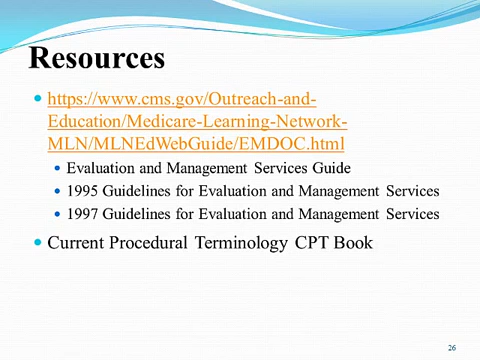 Resources
https://www.cms.gov/Outreach-and-
Education/Medicare-Learning-Network-
MLN/MLNEdWebGuide/EMDOC.html
Evaluation and Management Services Guide
1995 Guidelines for Evaluation and Management Services
1997 Guidelines for Evaluation and Management Services
Current Procedural Terminology CPT Book
26